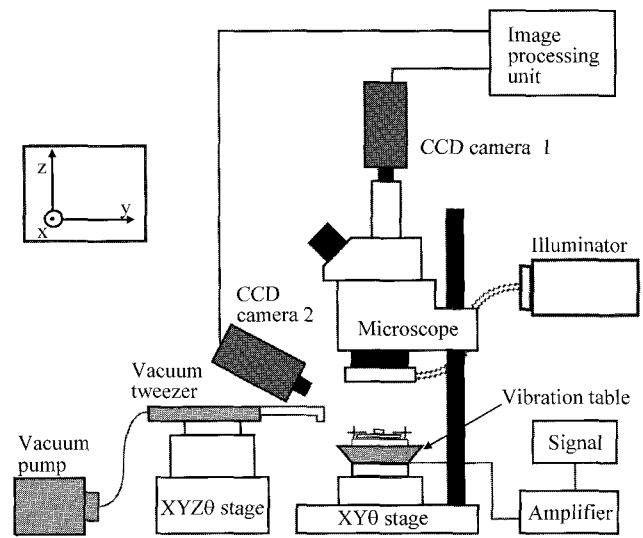 Image
processing
unit
CCD camera 1
z
y
x
Illuminator
CCD
camera 2
Microscope
Vacuum
tweezer
Vibration table
Vacuum
pump
Signal
XYZθ stage
XYθ stage
Amplifier